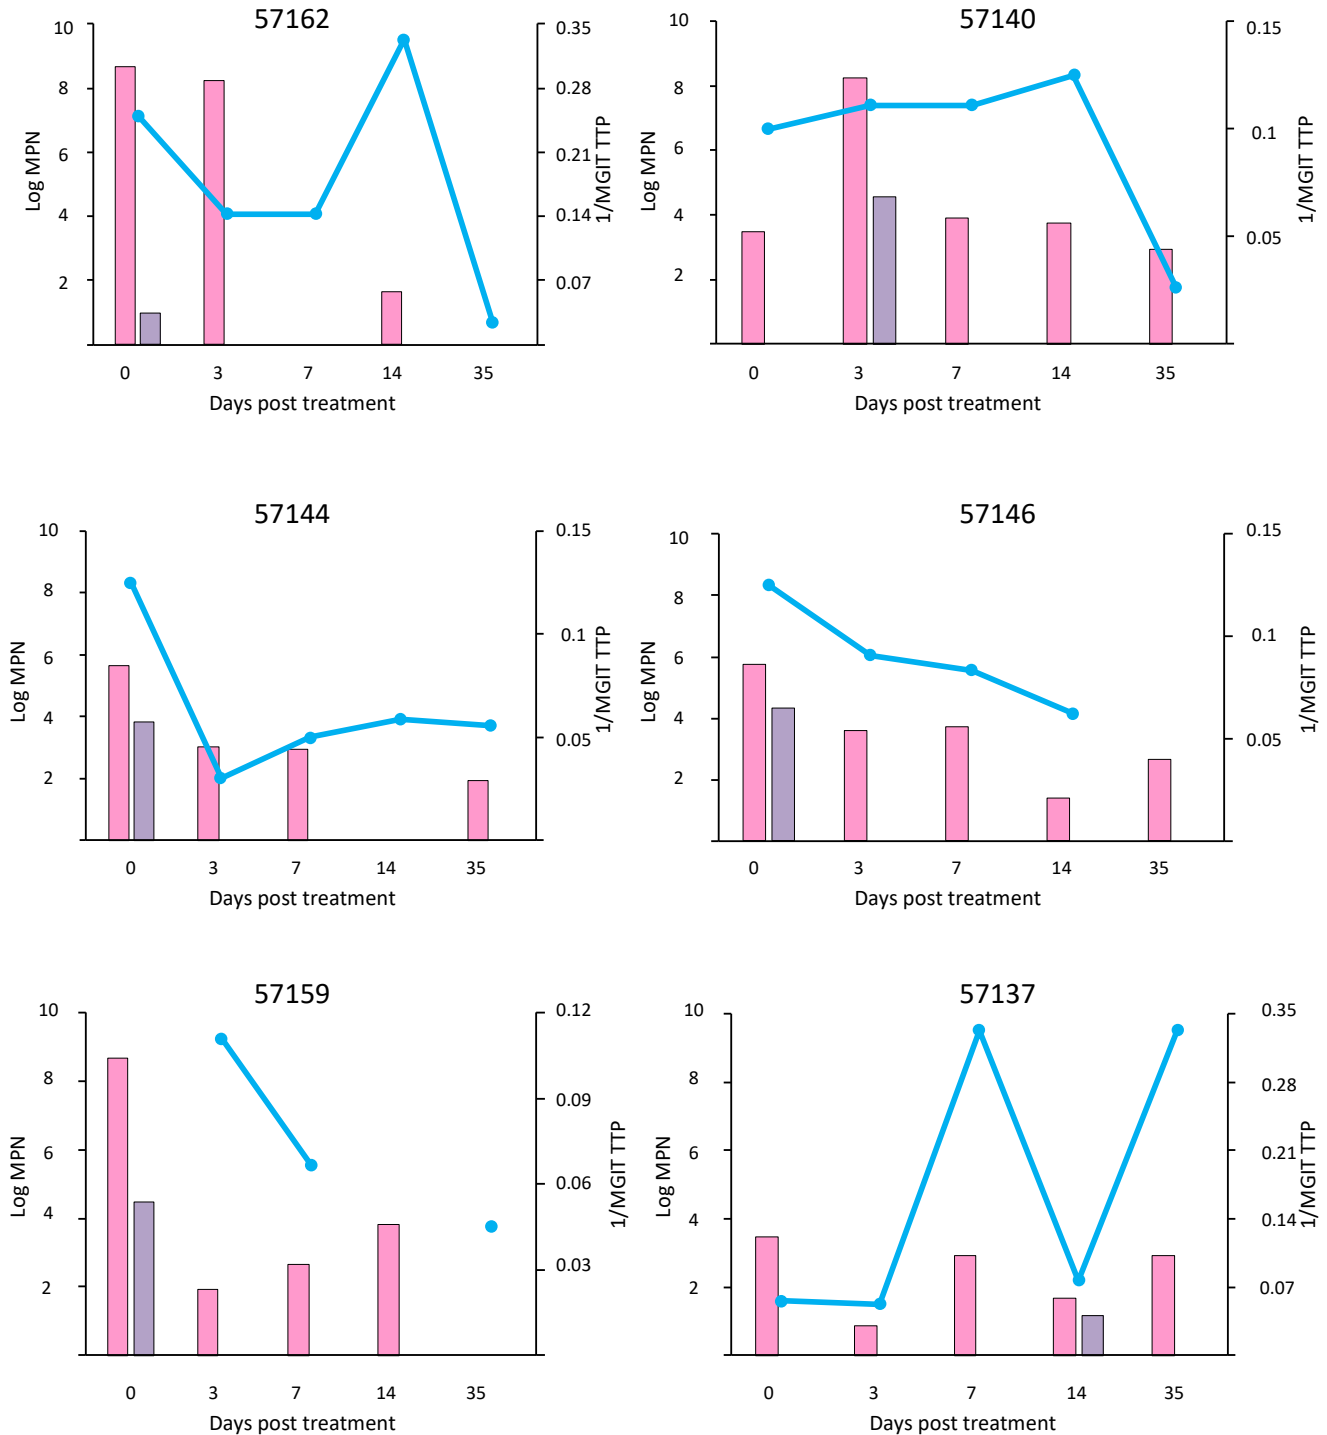 57162
10
8
6
4
2
Log MPN
0.35
0.28
0.21
0.14
0.07
1/MGIT TTP
0 3 7 14 35
Days post treatment
57140
10
8
6
4
2
Log MPN
0.15
0.1
0.05
1/MGIT TTP
0 3 7 14 35
Days post treatment
57144
10
8
6
4
2
Log MPN
0.15
0.1
0.05
1/MGIT TTP
0 3 7 14 35
Days post treatment
57146
10
8
6
4
2
Log MPN
0.15
0.1
0.05
1/MGIT TTP
0 3 7 14 35
Days post treatment
57159
10
8
6
4
2
Log MPN
0.12
0.09
0.06
0.03
1/MGIT TTP
0 3 7 14 35
Days post treatment
57137
10
8
6
4
2
Log MPN
0.35
0.28
0.21
0.14
0.07
1/MGIT TTP
0 3 7 14 35
Days post treatment